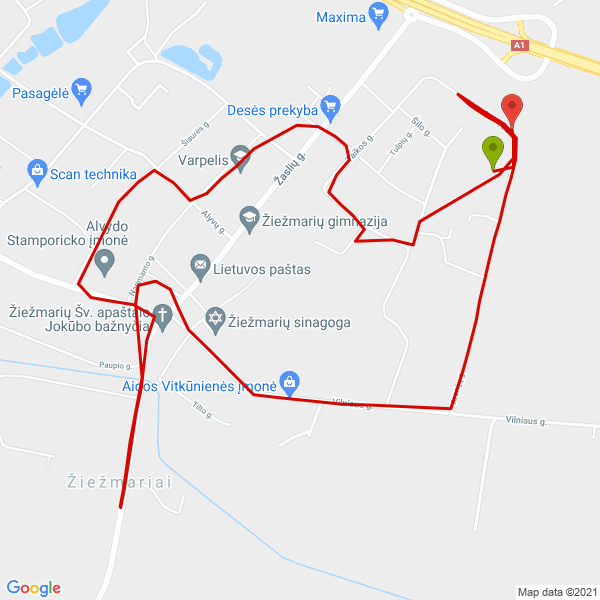 Maxima
A1
Pasagėlė
Desės prekyba
Šiaurės g.
Šilo g.
Tulpių g.
Taikos g.
Varpelis
Žaslių g.
Scan technika
Alyvų g.
Žiežmarių gimnazija
Alvydo
Stamporicko įmonė
Lietuvos paštas
Žiežmarių Šv. apaštalo
Jokūbo bažnyčia
Žiežmarių sinagoga
Paupio g.
Aidos Vitkūnienės įmonė
Tilto g.
Vilniaus g.
Vilniaus g.
Žiežmariai
Google
Map data ©2021